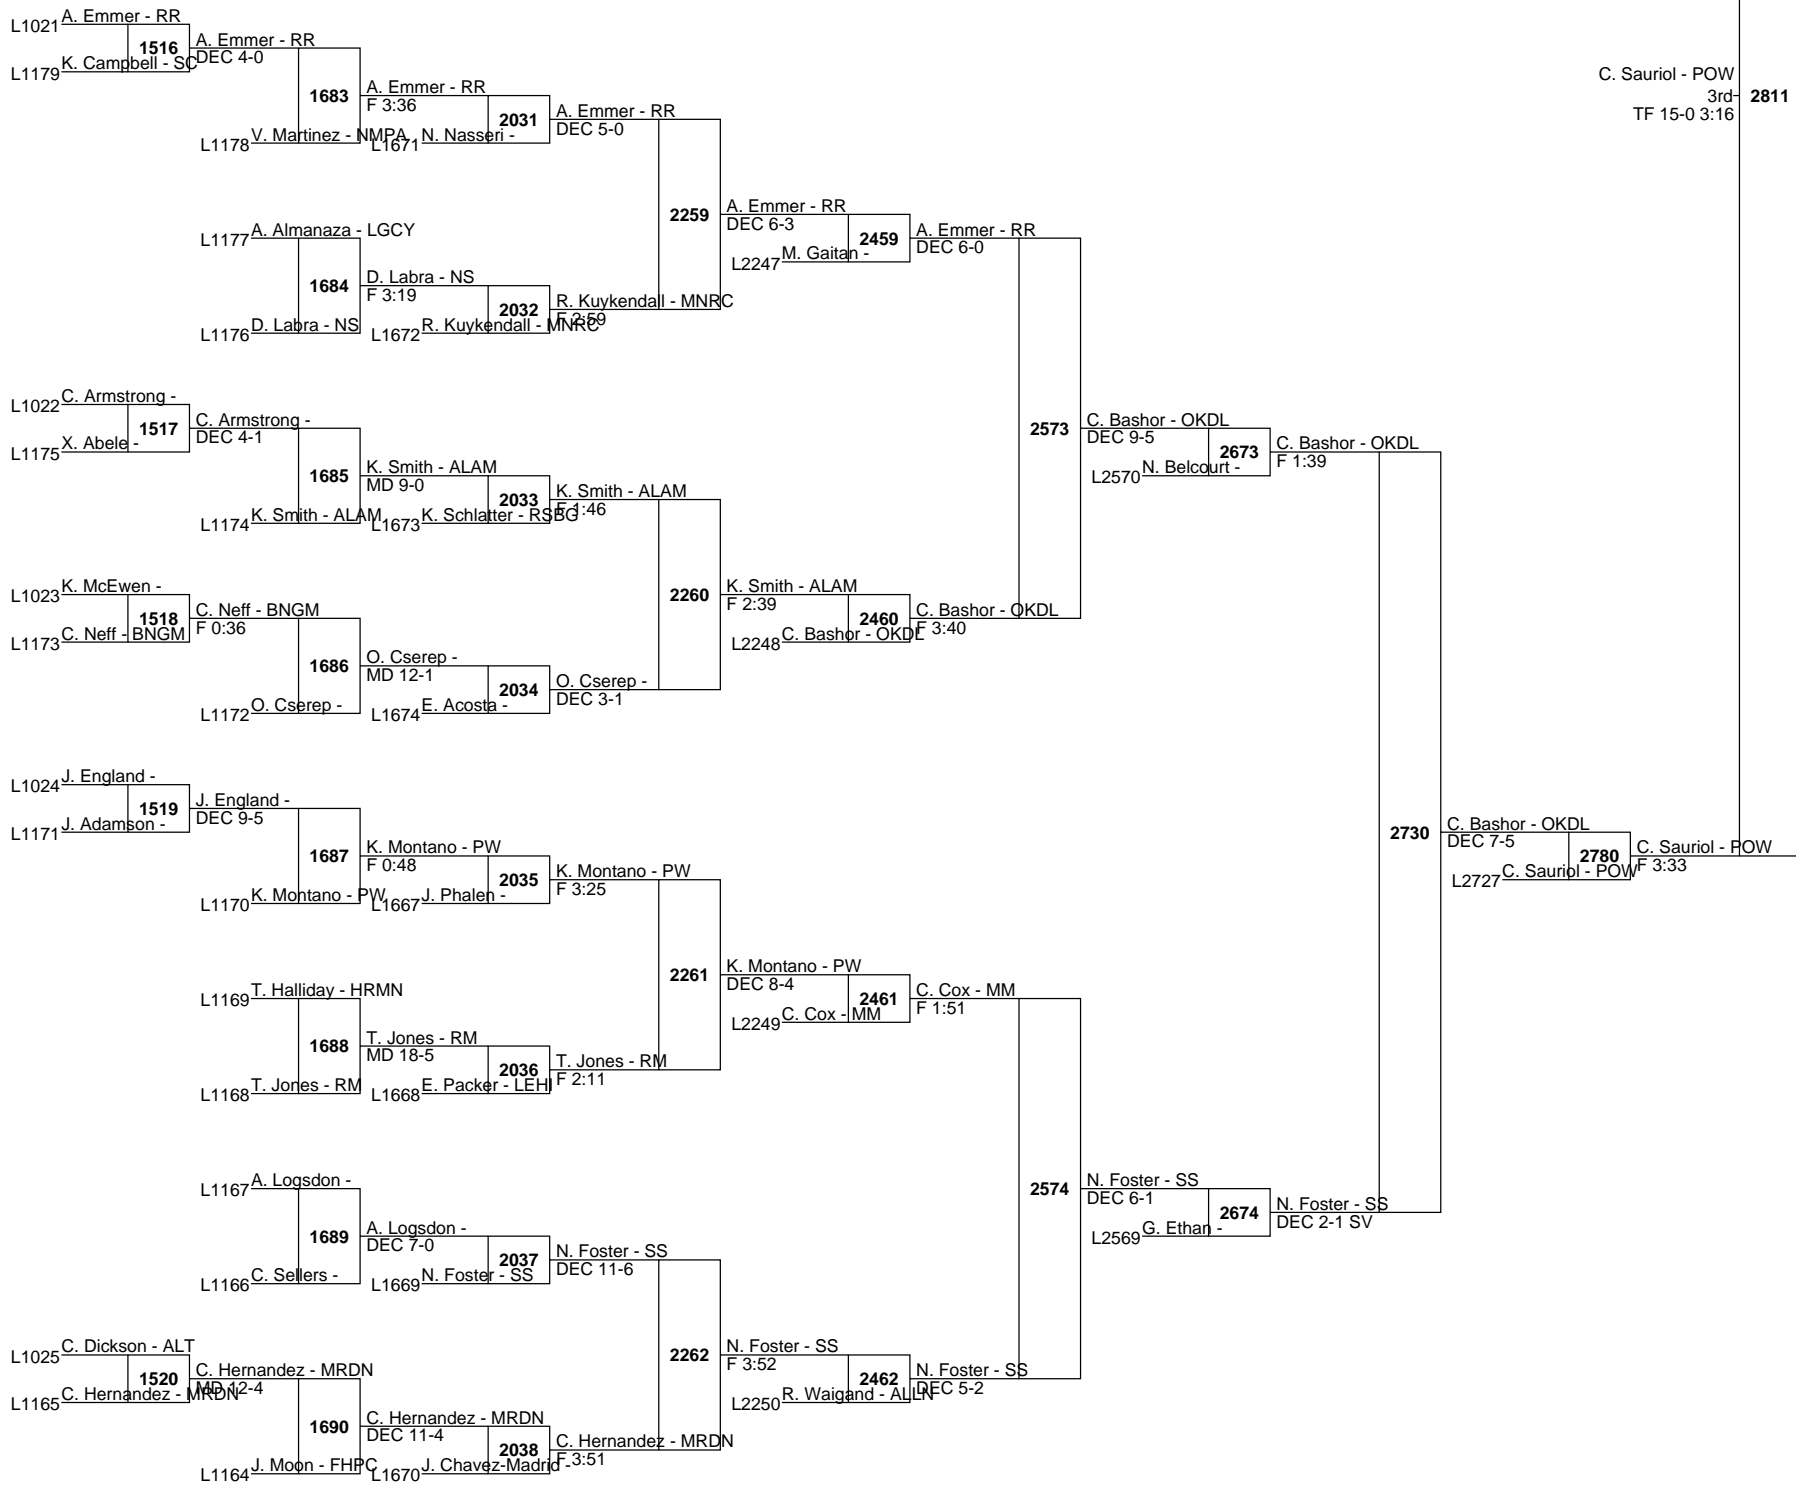 L1021 A. Emmer - RR
1516
L1179 K. Campbell - SC
A. Emmer - RR
DEC 4-0
1683
L1178 V. Martinez - NMPA
A. Emmer - RR
F 3:36
2031
L1671 N. Nasseri -
A. Emmer - RR
DEC 5-0
2259
L1177 A. Almanaza - LGCY
1684
L1176 D. Labra - NS
D. Labra - NS
F 3:19
2032
L1672 R. Kuykendall - MNRC
R. Kuykendall - MNRC
F 2:59
A. Emmer - RR
DEC 6-3
2459
L2247 M. Gaitan -
A. Emmer - RR
DEC 6-0
2573
L1022 C. Armstrong -
1517
L1175 X. Abele -
C. Armstrong -
DEC 4-1
1685
L1174 K. Smith - ALAM
K. Smith - ALAM
MD 9-0
2033
L1673 K. Schlatter - RSBG
K. Smith - ALAM
F 1:46
2260
L1023 K. McEwen -
1518
L1173 C. Neff - BNGM
C. Neff - BNGM
F 0:36
1686
L1172 O. Cserep -
O. Cserep -
MD 12-1
2034
L1674 E. Acosta -
O. Cserep -
DEC 3-1
K. Smith - ALAM
F 2:39
2460
L2248 C. Bashor - OKDL
C. Bashor - OKDL
F 3:40
C. Bashor - OKDL
DEC 9-5
2673
L2570 N. Belcourt -
C. Bashor - OKDL
F 1:39
2730
L1024 J. England -
1519
L1171 J. Adamson -
J. England -
DEC 9-5
1687
L1170 K. Montano - PW
K. Montano - PW
F 0:48
2035
L1667 J. Phalen -
K. Montano - PW
F 3:25
2261
L1169 T. Halliday - HRMN
1688
L1168 T. Jones - RM
T. Jones - RM
MD 18-5
2036
L1668 E. Packer - LEHI
T. Jones - RM
F 2:11
K. Montano - PW
DEC 8-4
2461
L2249 C. Cox - MM
C. Cox - MM
F 1:51
2574
L1167 A. Logsdon -
1689
L1166 C. Sellers -
A. Logsdon -
DEC 7-0
2037
L1669 N. Foster - SS
N. Foster - SS
DEC 11-6
2262
L1025 C. Dickson - ALT
1520
L1165 C. Hernandez - MRDN
C. Hernandez - MRDN
MD 12-4
1690
L1164 J. Moon - FHPC
C. Hernandez - MRDN
DEC 11-4
2038
L1670 J. Chavez-Madrid -
C. Hernandez - MRDN
F 3:51
N. Foster - SS
F 3:52
2462
L2250 R. Waigand - ALLN
N. Foster - SS
DEC 5-2
N. Foster - SS
DEC 6-1
2674
L2569 G. Ethan -
N. Foster - SS
DEC 2-1 SV
C. Bashor - OKDL
DEC 7-5
2780
L2727 C. Sauriol - POW
C. Sauriol - POW
F 3:33
C. Sauriol - POW
3rd
2811
TF 15-0 3:16